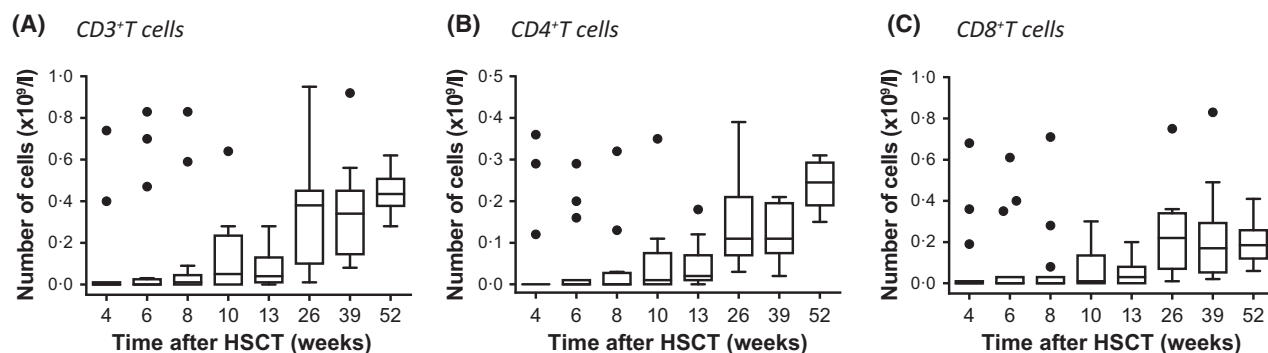 (A) CD3⁺T cells
Number of cells (x10⁹/l)
1·0
0·8
0·6
0·4
0·2
0·0
4 6 8 10 13 26 39 52
Time after HSCT (weeks)
(B) CD4⁺T cells
Number of cells (x10⁹/l)
0·5
0·4
0·3
0·2
0·1
0·0
4 6 8 10 13 26 39 52
Time after HSCT (weeks)
(C) CD8⁺T cells
Number of cells (x10⁹/l)
1·0
0·8
0·6
0·4
0·2
0·0
4 6 8 10 13 26 39 52
Time after HSCT (weeks)